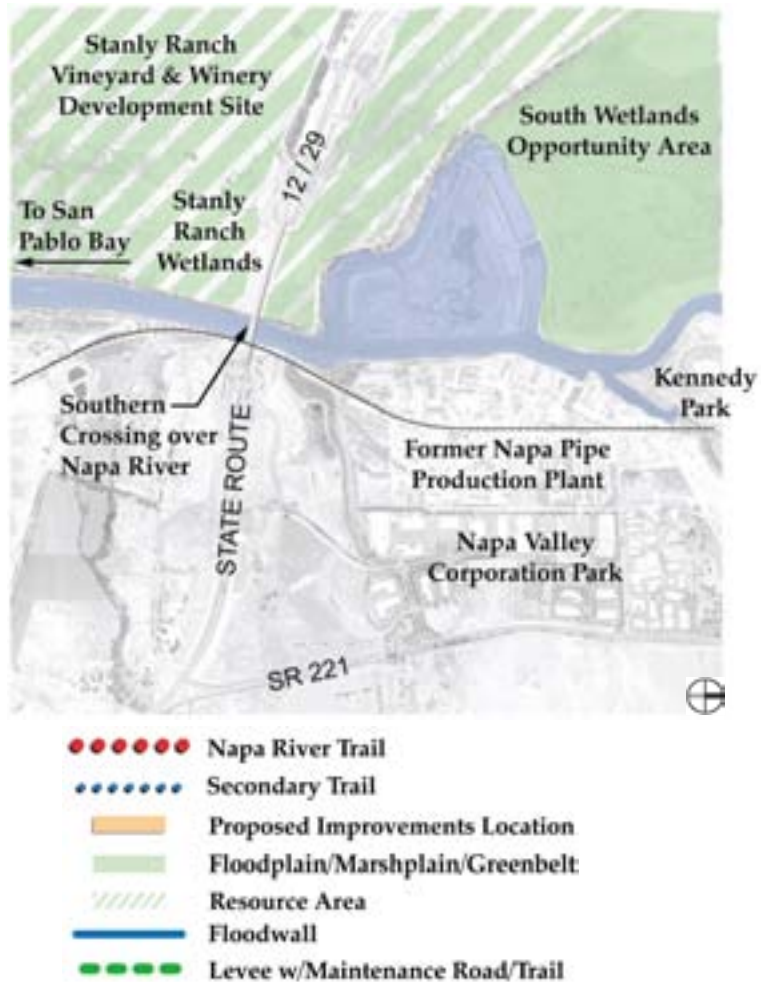 Stanly Ranch
Vineyard & Winery
Development Site
South Wetlands
Opportunity Area
12 / 29
To San
Pablo Bay
Stanly
Ranch
Wetlands
Kennedy
Park
Southern
Crossing over
Napa River
STATE ROUTE
Former Napa Pipe
Production Plant
Napa Valley
Corporation Park
SR 221
Napa River Trail
Secondary Trail
Proposed Improvements Location
Floodplain/Marshplain/Greenbelt
Resource Area
Floodwall
Levee w/Maintenance Road/Trail